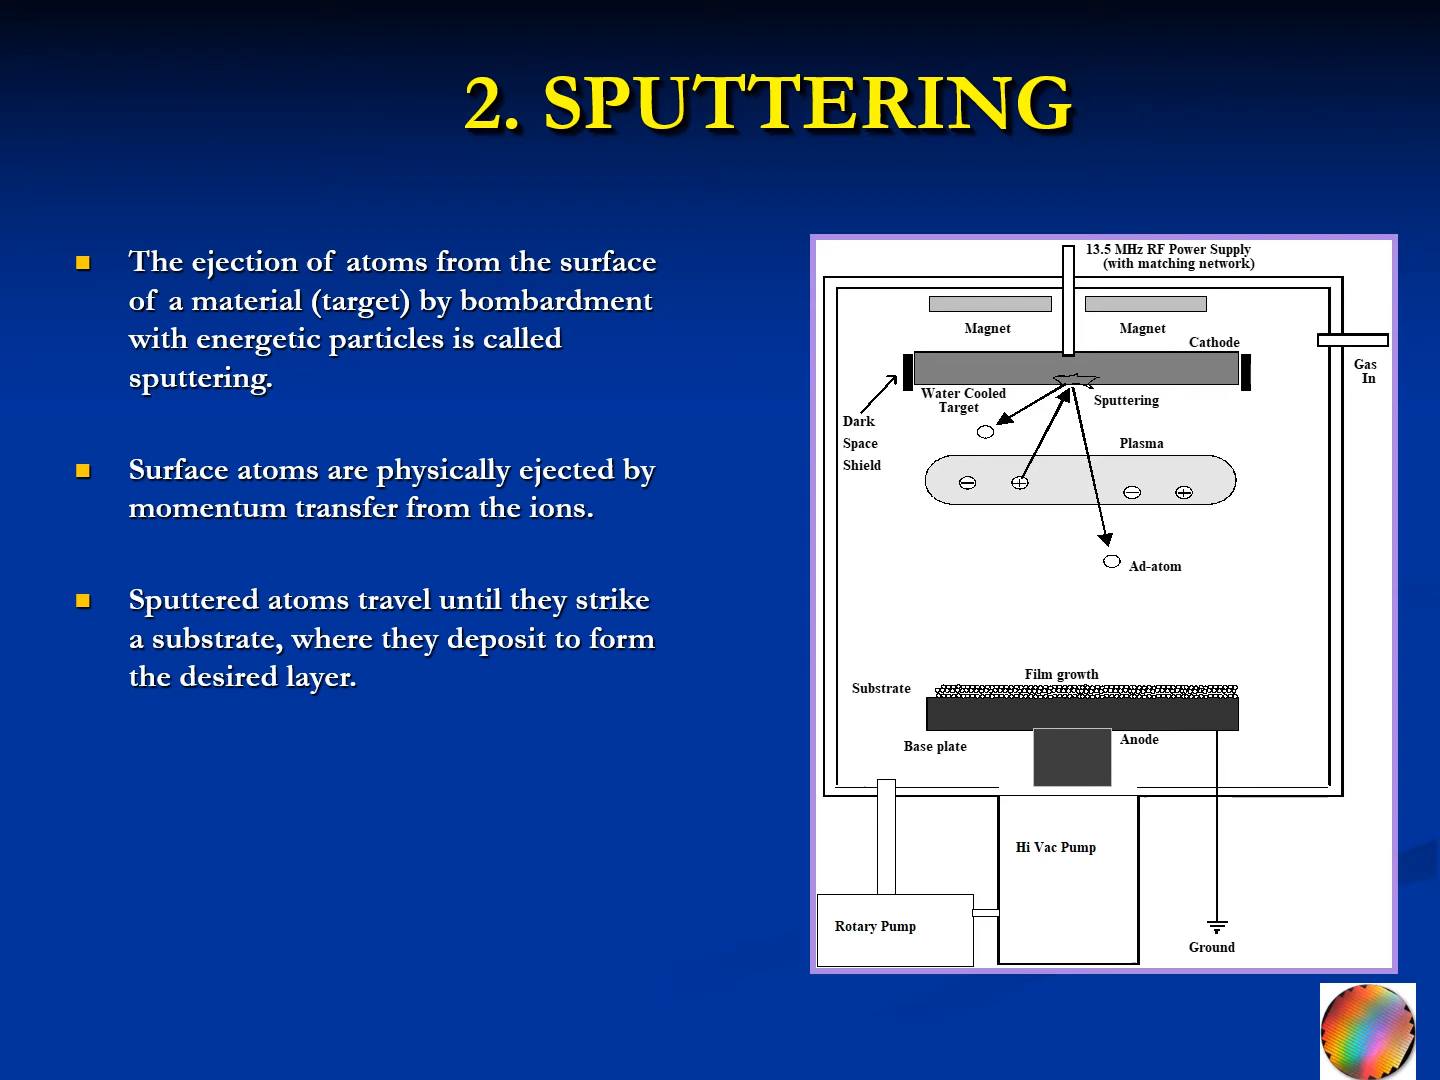 2. SPUTTERING
The ejection of atoms from the surface
of a material (target) by bombardment
with energetic particles is called
sputtering.
Surface atoms are physically ejected by
momentum transfer from the ions.
Sputtered atoms travel until they strike
a substrate, where they deposit to form
the desired layer.
13.5 MHz RF Power Supply
(with matching network)
Magnet
Magnet
Cathode
Gas
In
Water Cooled
Target
Sputtering
Dark
Space
Shield
Plasma
Ad-atom
Film growth
Substrate
Base plate
Anode
Hi Vac Pump
Rotary Pump
Ground